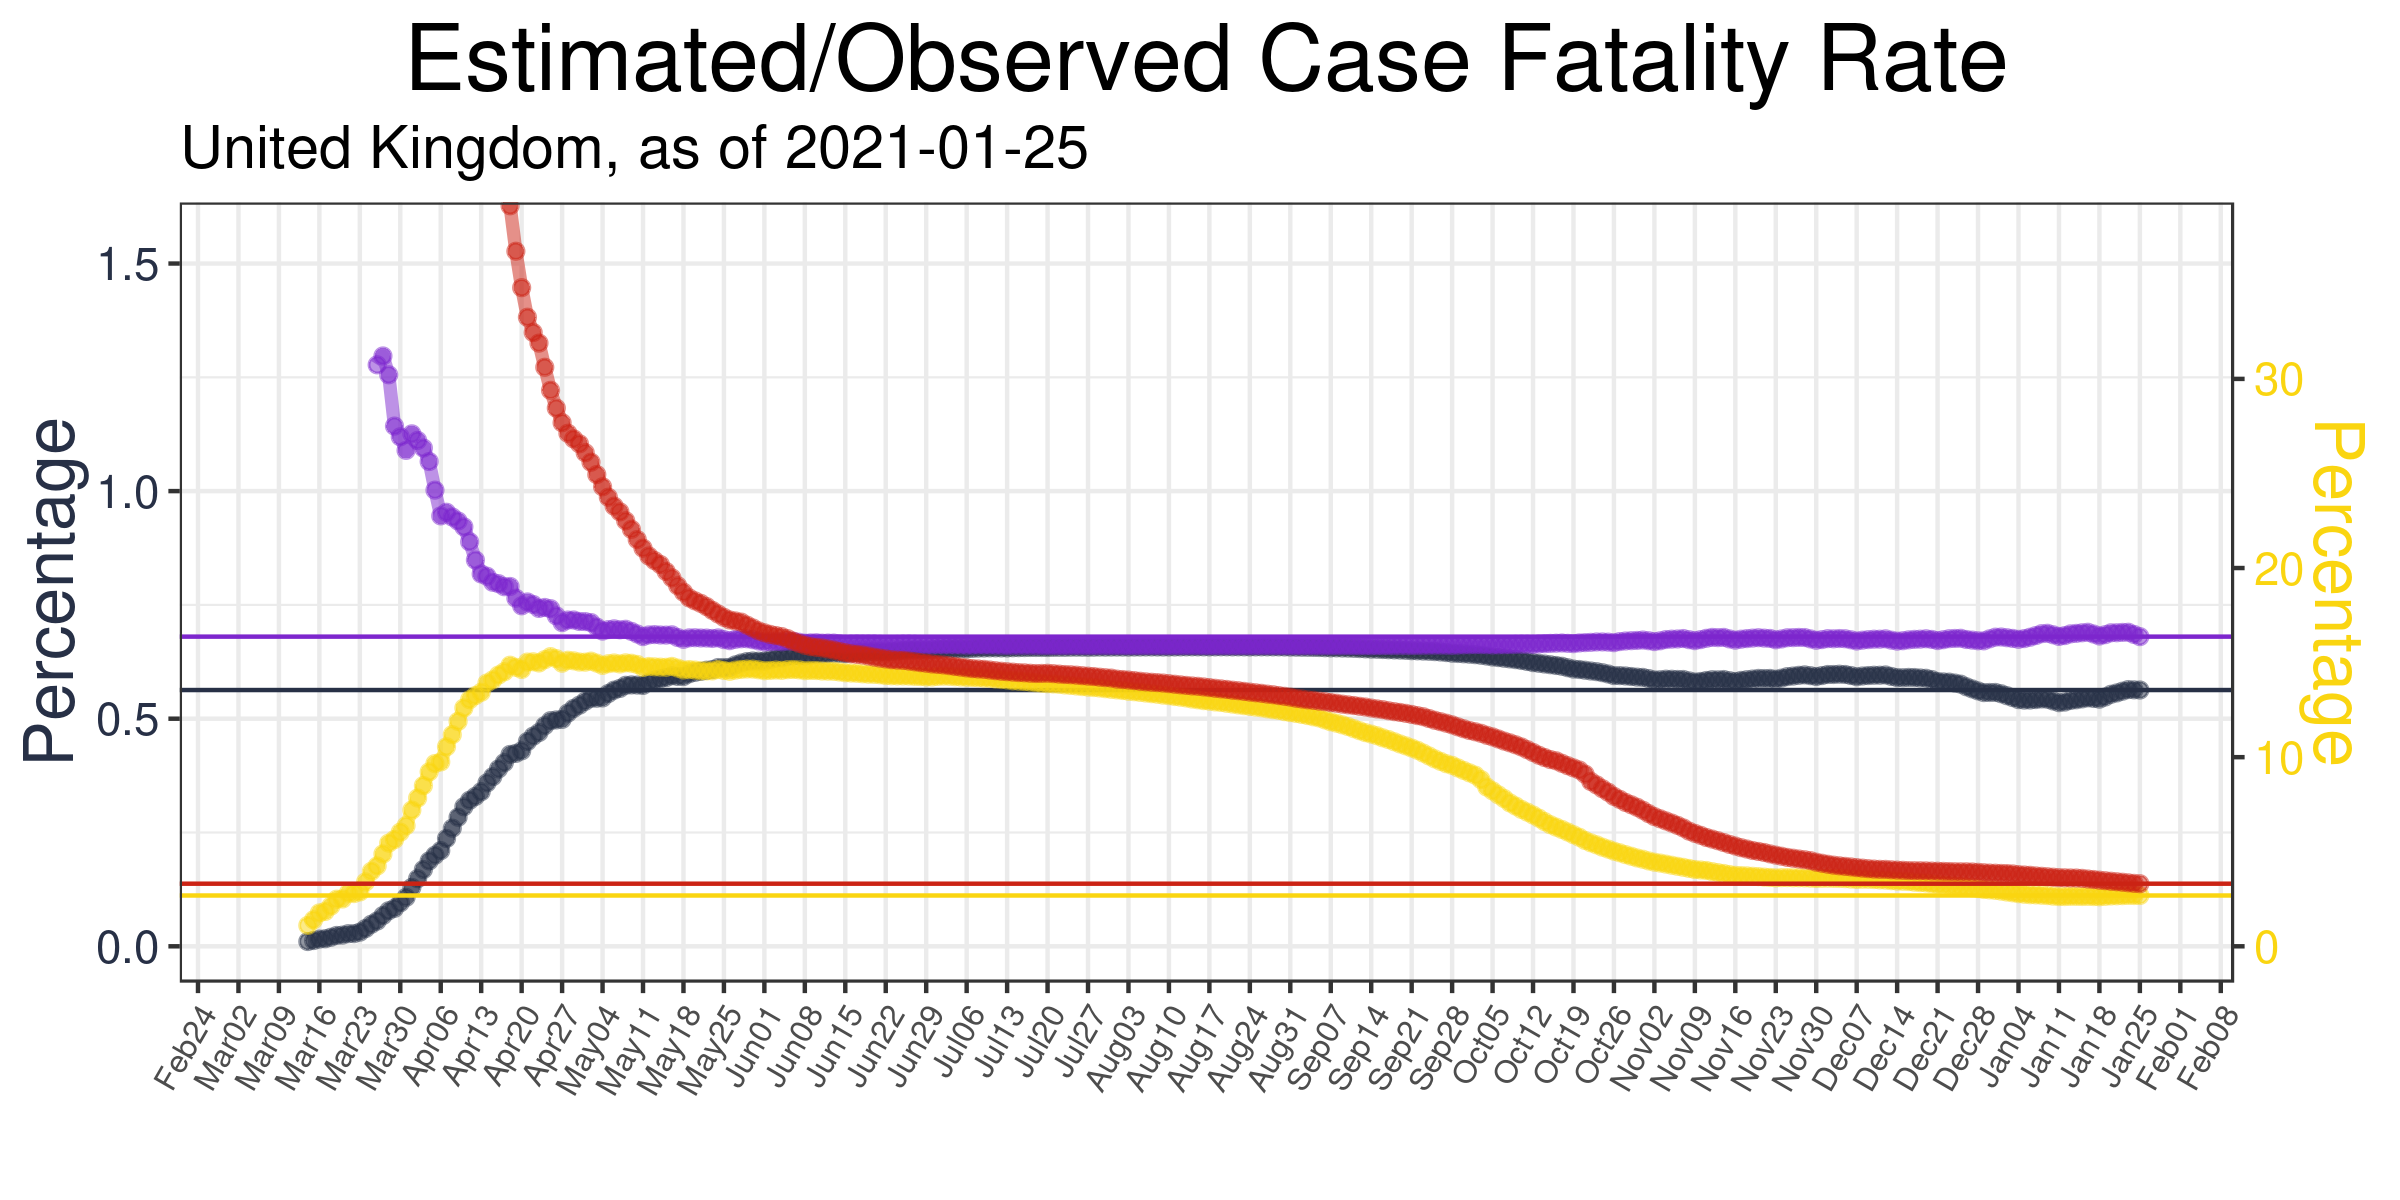 Estimated/Observed Case Fatality Rate
United Kingdom, as of 2021-01-25
Percentage
1.5
1.0
0.5
0.0
30
20
10
0
Percentage
Feb24
Mar02
Mar09
Mar16
Mar23
Mar30
Apr06
Apr13
Apr20
Apr27
May04
May11
May18
May25
Jun01
Jun08
Jun15
Jun22
Jun29
Jul06
Jul13
Jul20
Jul27
Aug03
Aug10
Aug17
Aug24
Aug31
Sep07
Sep14
Sep21
Sep28
Oct05
Oct12
Oct19
Oct26
Nov02
Nov09
Nov16
Nov23
Nov30
Dec07
Dec14
Dec21
Dec28
Jan04
Jan11
Jan18
Jan25
Feb01
Feb08